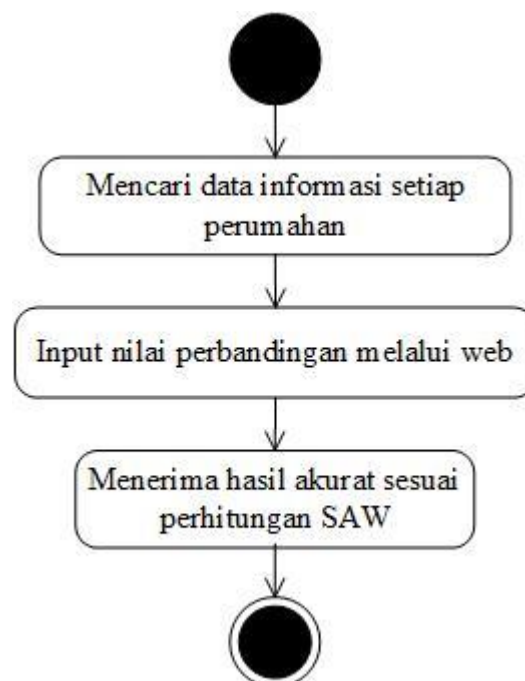 Mencari data informasi setiap
perumahan
Input nilai perbandingan melalui web
Menerima hasil akurat sesuai
perhitungan SAW